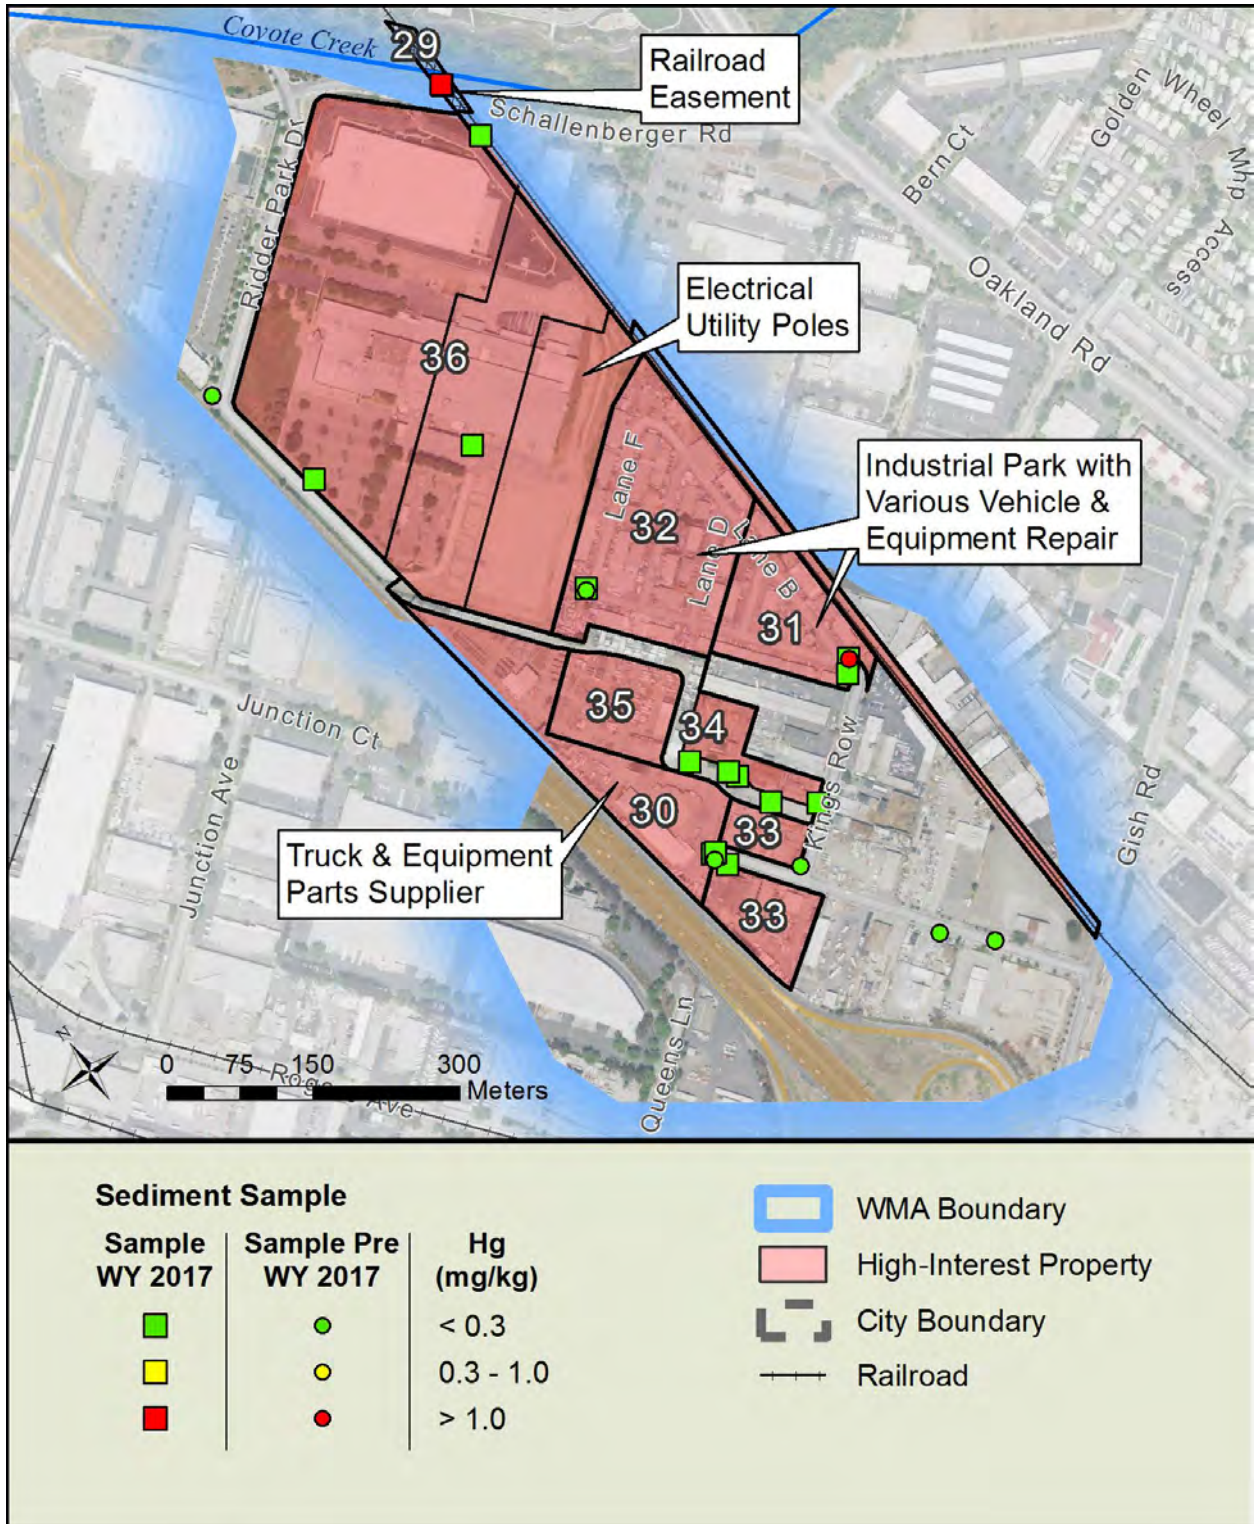 Coyote Creek
29
Railroad
Easement
Schallenberger Rd
Golden
Wheel
Mhp
Access
Bern Ct
Ridder Park Dr
Oakland Rd
Electrical
Utility Poles
36
Lane F
32
Lane D
Lane B
Industrial Park with
Various Vehicle &
Equipment Repair
31
35
34
Junction Ct
Junction Ave
Kings Row
30
33
Gish Rd
Truck & Equipment
Parts Supplier
33
Queens Ln
N
0 75 150 300
Meters
Ave
Sediment Sample
Sample
WY 2017
Sample Pre
WY 2017
Hg
(mg/kg)
< 0.3
0.3 - 1.0
> 1.0
WMA Boundary
High-Interest Property
City Boundary
Railroad